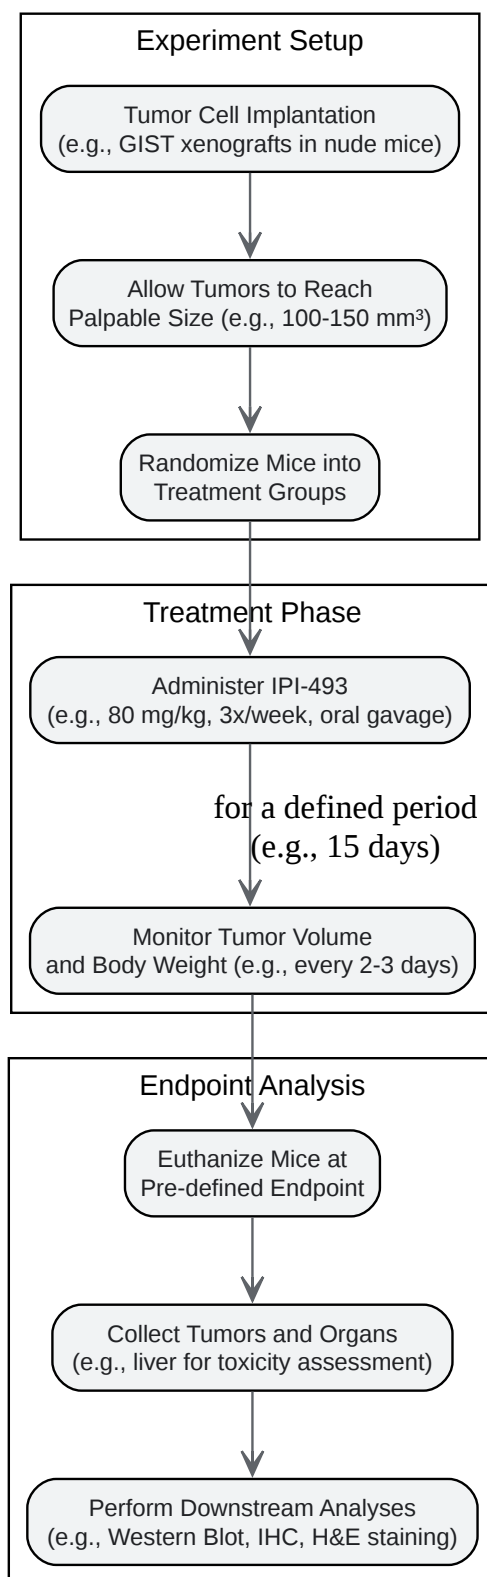 Experiment Setup
Tumor Cell Implantation
(e.g., GIST xenografts in nude mice)
Allow Tumors to Reach
Palpable Size (e.g., 100-150 mm³)
Randomize Mice into
Treatment Groups
Treatment Phase
Administer IPI-493
(e.g., 80 mg/kg, 3x/week, oral gavage)
for a defined period
(e.g., 15 days)
Monitor Tumor Volume
and Body Weight (e.g., every 2-3 days)
Endpoint Analysis
Euthanize Mice at
Pre-defined Endpoint
Collect Tumors and Organs
(e.g., liver for toxicity assessment)
Perform Downstream Analyses
(e.g., Western Blot, IHC, H&E staining)